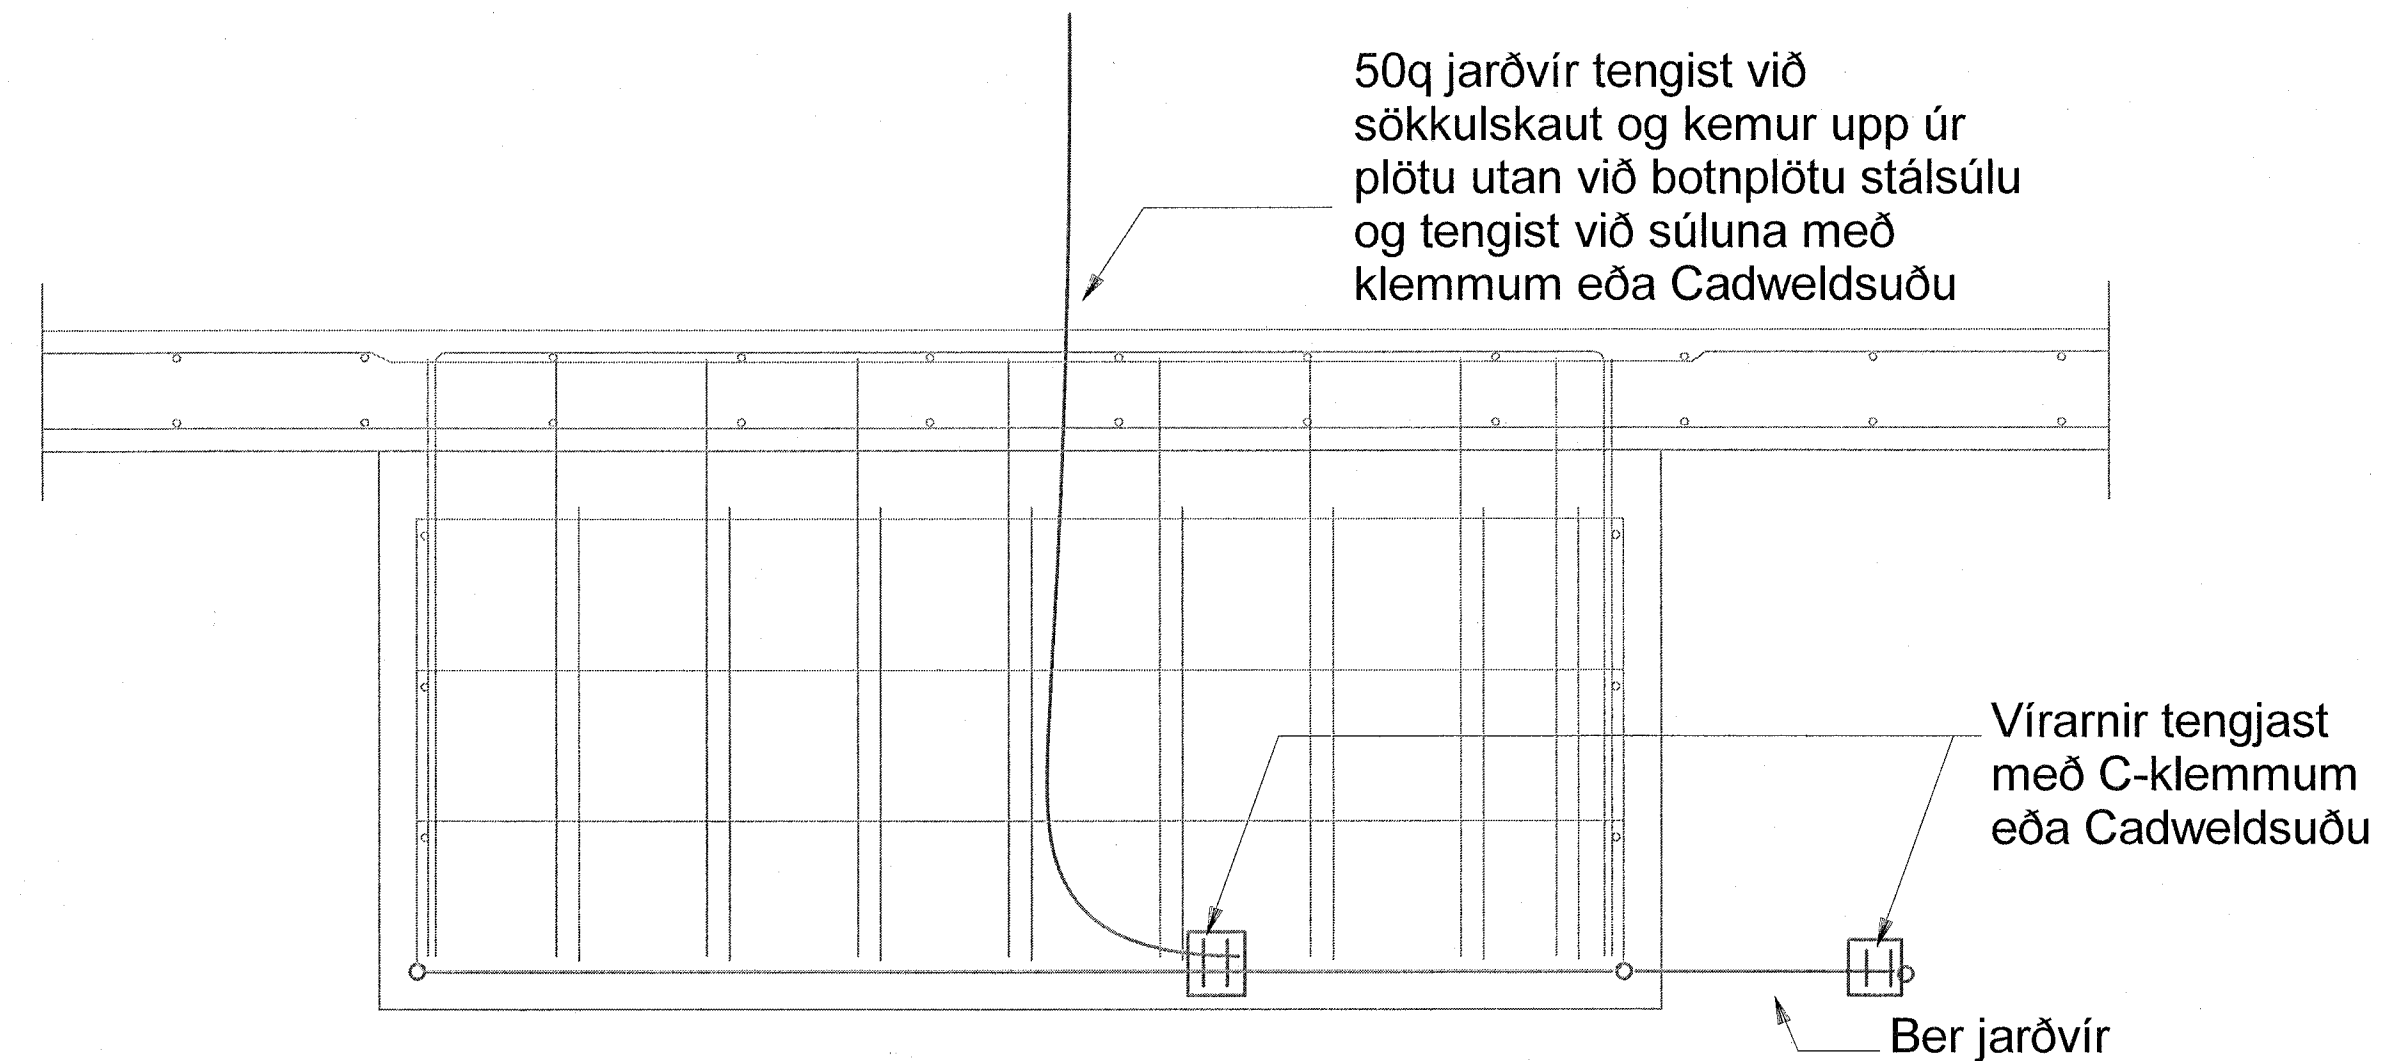 50q jarðvír tengist við
sökkulskaut og kemur upp úr
plötu utan við botnplötu stálsúlu
og tengist við súluna með
klemmum eða Cadweldsuðu
Vírarnir tengjast
með C-klemmum
eða Cadweldsuðu
Ber jarðvír